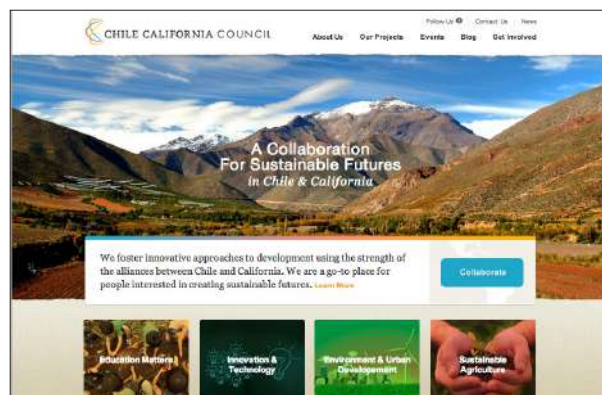 Follow Us Contact Us News
CHILE CALIFORNIA COUNCIL
About Us Our Projects Events Blog Get Involved
A Collaboration
For Sustainable Futures
in Chile & California
We foster innovative approaches to development using the strength of
the alliances between Chile and California. We are a go-to place for
people interested in creating sustainable futures. Learn More
Collaborate
Education Matters
Innovation &
Technology
Environment & Urban
Development
Sustainable
Agriculture